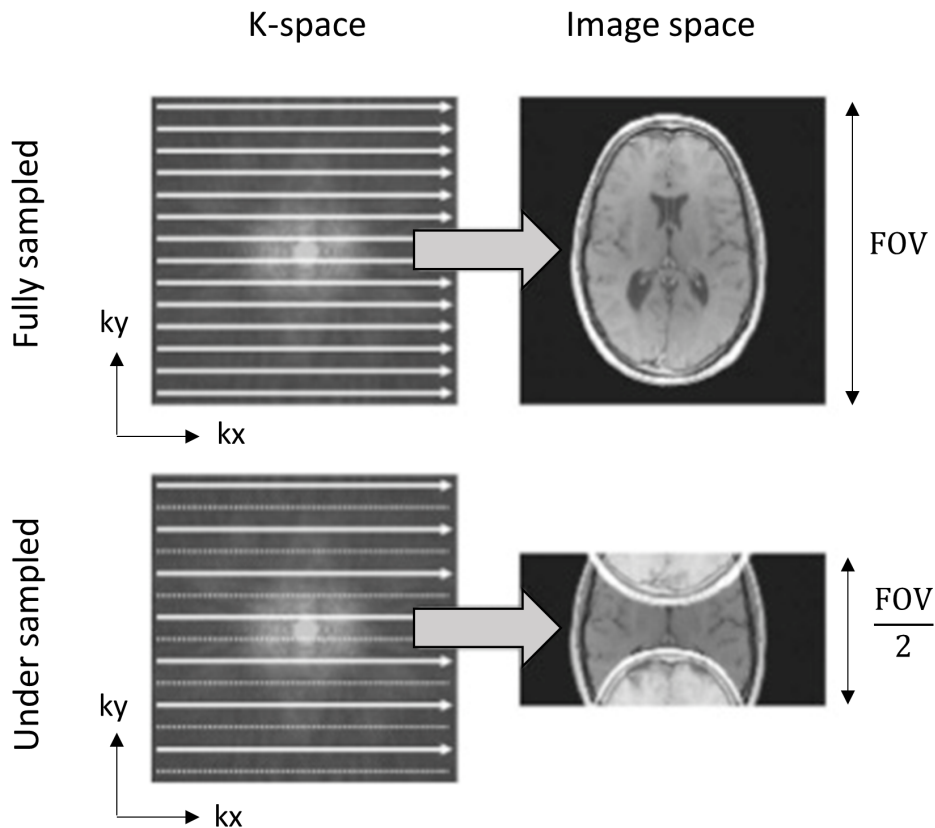 K-space
Image space
Fully sampled
ky
kx
FOV
Under sampled
ky
kx
FOV
2